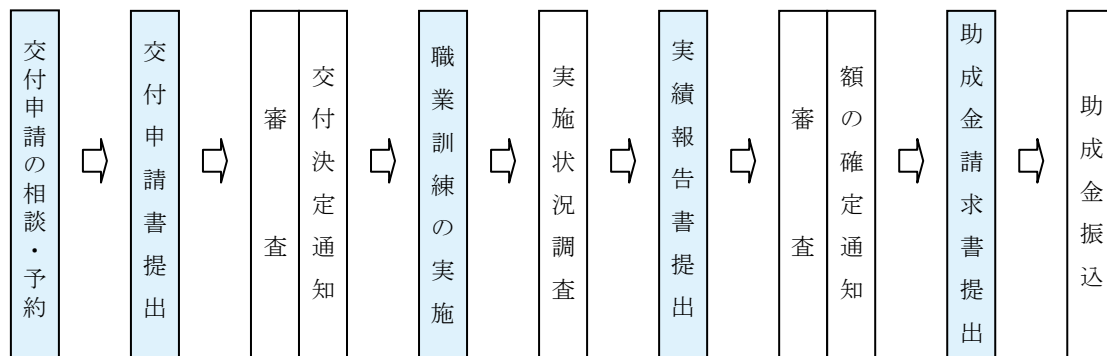 交付申請の相談・予約
交付申請書提出
審査
交付決定通知
職業訓練の実施
実施状況調査
実績報告書提出
審査
額の確定通知
助成金請求書提出
助成金振込